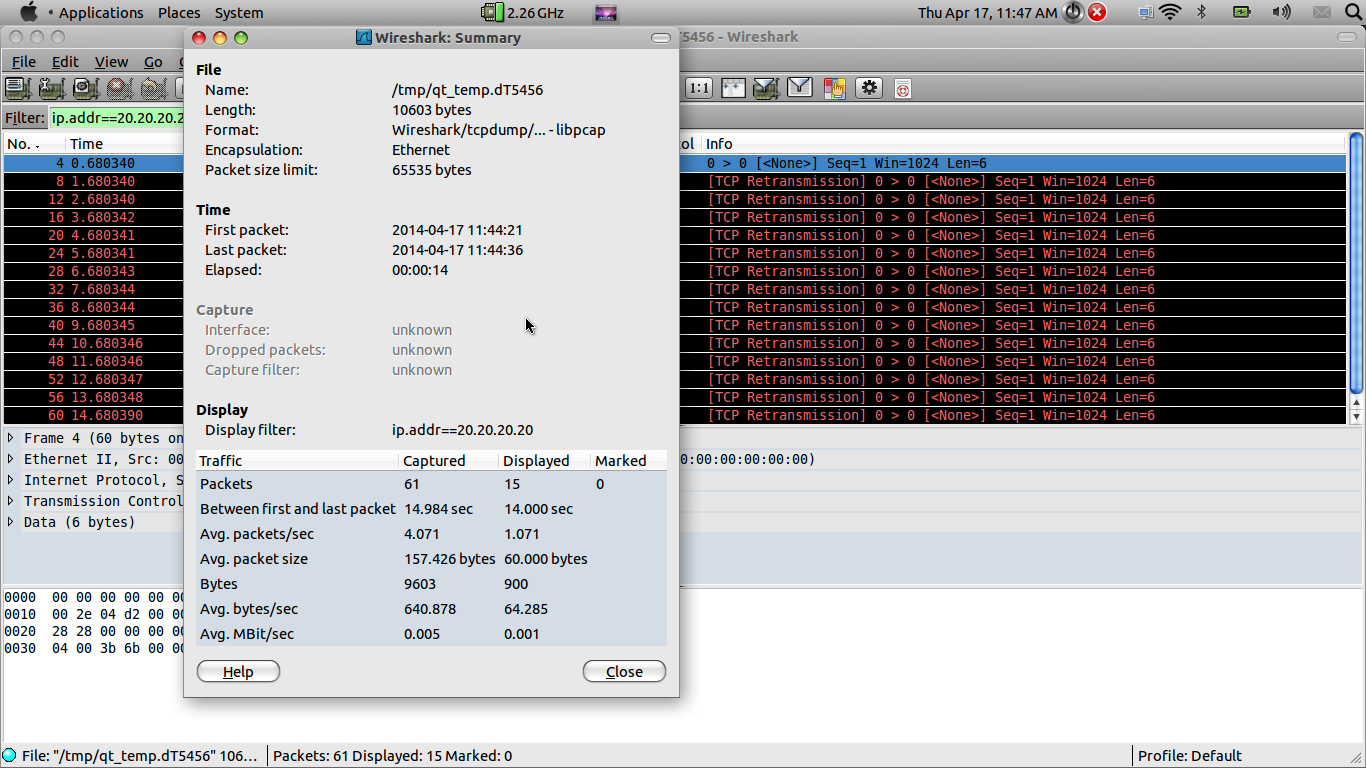 Applications Places System 2.26 GHz Thu Apr 17, 11:47 AM
Wireshark: Summary
T5456 - Wireshark
File Edit View Go
1:1
Filter: ip.addr==20.20.20.2
No. Time Info
4 0.680340 0 > 0 [<None>] Seq=1 Win=1024 Len=6
8 1.680340 [TCP Retransmission] 0 > 0 [<None>] Seq=1 Win=1024 Len=6
12 2.680340 [TCP Retransmission] 0 > 0 [<None>] Seq=1 Win=1024 Len=6
16 3.680342 [TCP Retransmission] 0 > 0 [<None>] Seq=1 Win=1024 Len=6
20 4.680341 [TCP Retransmission] 0 > 0 [<None>] Seq=1 Win=1024 Len=6
24 5.680341 [TCP Retransmission] 0 > 0 [<None>] Seq=1 Win=1024 Len=6
28 6.680343 [TCP Retransmission] 0 > 0 [<None>] Seq=1 Win=1024 Len=6
32 7.680344 [TCP Retransmission] 0 > 0 [<None>] Seq=1 Win=1024 Len=6
36 8.680344 [TCP Retransmission] 0 > 0 [<None>] Seq=1 Win=1024 Len=6
40 9.680345 [TCP Retransmission] 0 > 0 [<None>] Seq=1 Win=1024 Len=6
44 10.680346 [TCP Retransmission] 0 > 0 [<None>] Seq=1 Win=1024 Len=6
48 11.680346 [TCP Retransmission] 0 > 0 [<None>] Seq=1 Win=1024 Len=6
52 12.680347 [TCP Retransmission] 0 > 0 [<None>] Seq=1 Win=1024 Len=6
56 13.680348 [TCP Retransmission] 0 > 0 [<None>] Seq=1 Win=1024 Len=6
60 14.680390 [TCP Retransmission] 0 > 0 [<None>] Seq=1 Win=1024 Len=6
Frame 4 (60 bytes on
Ethernet II, Src: 00 0:00:00:00:00:00)
Internet Protocol, S
Transmission Control
Data (6 bytes)
0000 00 00 00 00 00 00
0010 00 2e 04 d2 00 00
0020 28 28 00 00 00 00
0030 04 00 3b 6b 00 00
File
Name: /tmp/qt_temp.dT5456
Length: 10603 bytes
Format: Wireshark/tcpdump/... - libpcap
Encapsulation: Ethernet
Packet size limit: 65535 bytes
Time
First packet: 2014-04-17 11:44:21
Last packet: 2014-04-17 11:44:36
Elapsed: 00:00:14
Capture
Interface: unknown
Dropped packets: unknown
Capture filter: unknown
Display
Display filter: ip.addr==20.20.20.20
Traffic Captured Displayed Marked
Packets 61 15 0
Between first and last packet 14.984 sec 14.000 sec
Avg. packets/sec 4.071 1.071
Avg. packet size 157.426 bytes 60.000 bytes
Bytes 9603 900
Avg. bytes/sec 640.878 64.285
Avg. MBit/sec 0.005 0.001
Help Close
File: "/tmp/qt_temp.dT5456" 106... Packets: 61 Displayed: 15 Marked: 0 Profile: Default